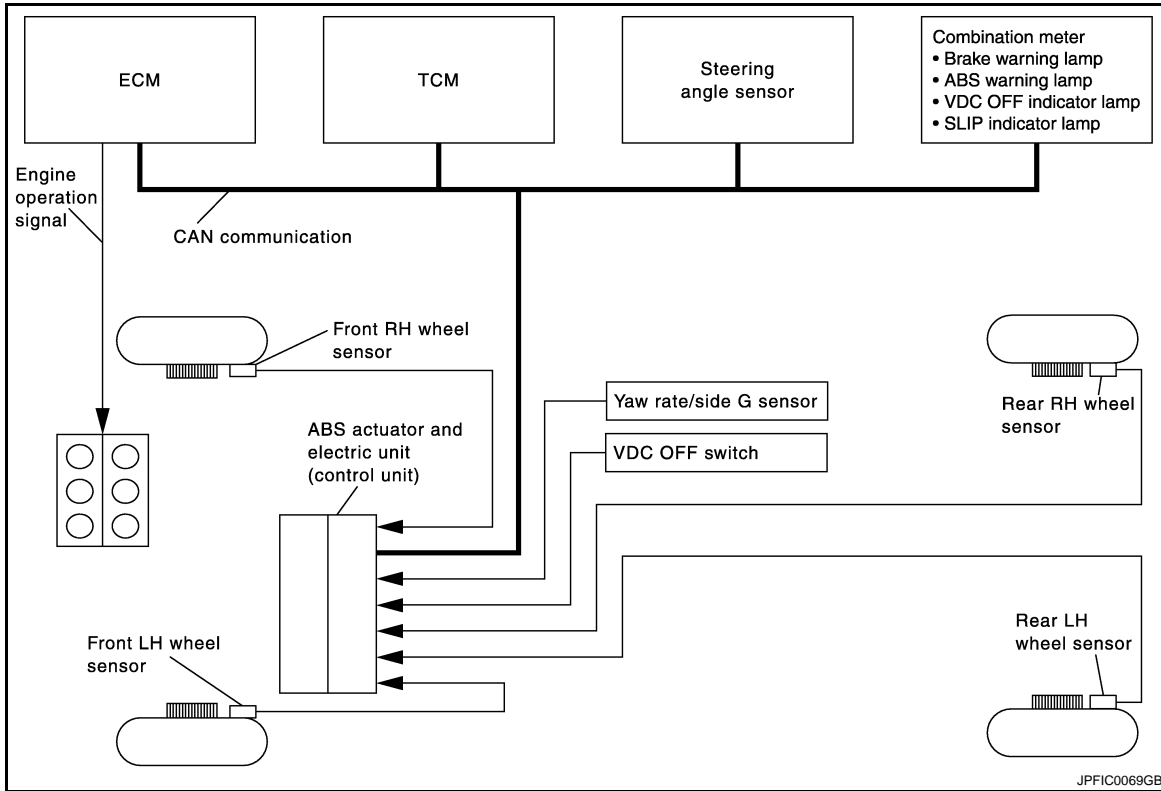 ECM
TCM
Steering
angle sensor
Combination meter
• Brake warning lamp
• ABS warning lamp
• VDC OFF indicator lamp
• SLIP indicator lamp
Engine
operation
signal
CAN communication
Front RH wheel
sensor
Yaw rate/side G sensor
Rear RH wheel
sensor
ABS actuator and
electric unit
(control unit)
VDC OFF switch
Front LH wheel
sensor
Rear LH
wheel sensor
JPFIC0069GB